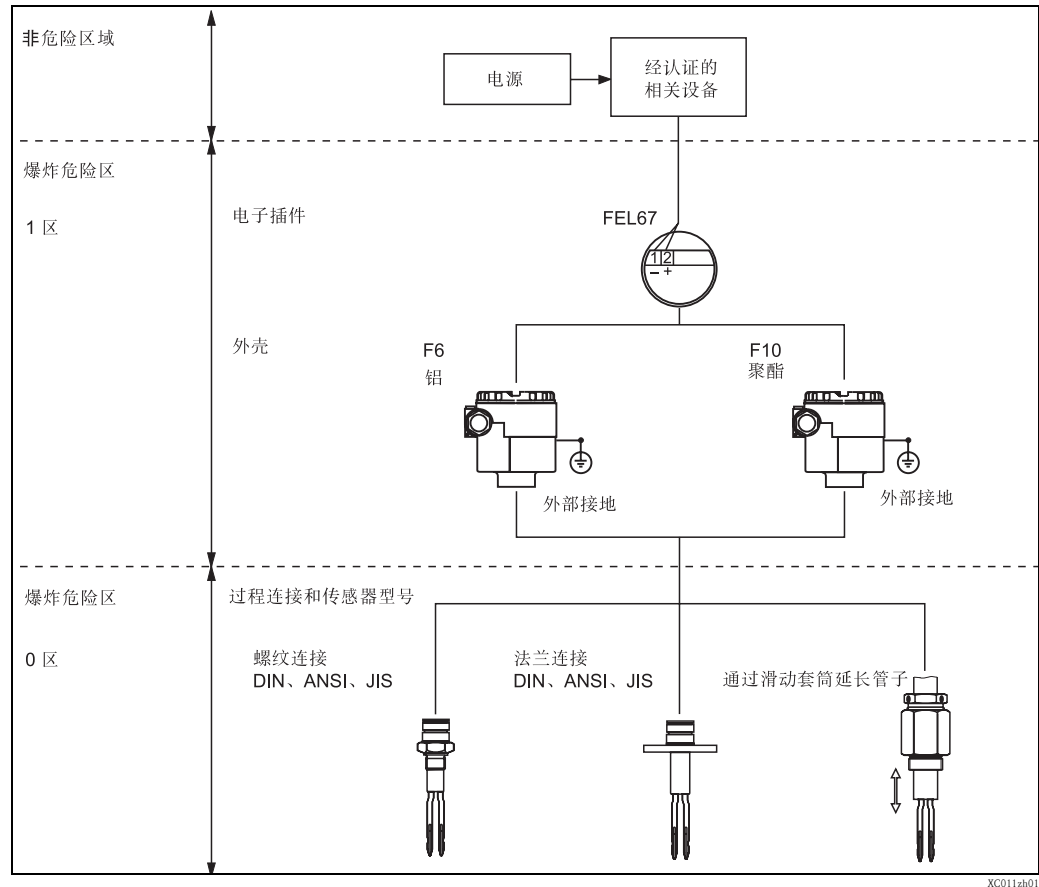 非危险区域
电源
经认证的
相关设备
爆炸危险区
1 区
电子插件
FEL67
1 2
– +
外壳
F6
铝
F10
聚酯
外部接地
外部接地
爆炸危险区
0 区
过程连接和传感器型号
螺纹连接
DIN、ANSI、JIS
法兰连接
DIN、ANSI、JIS
通过滑动套筒延长管子
XC011zh01